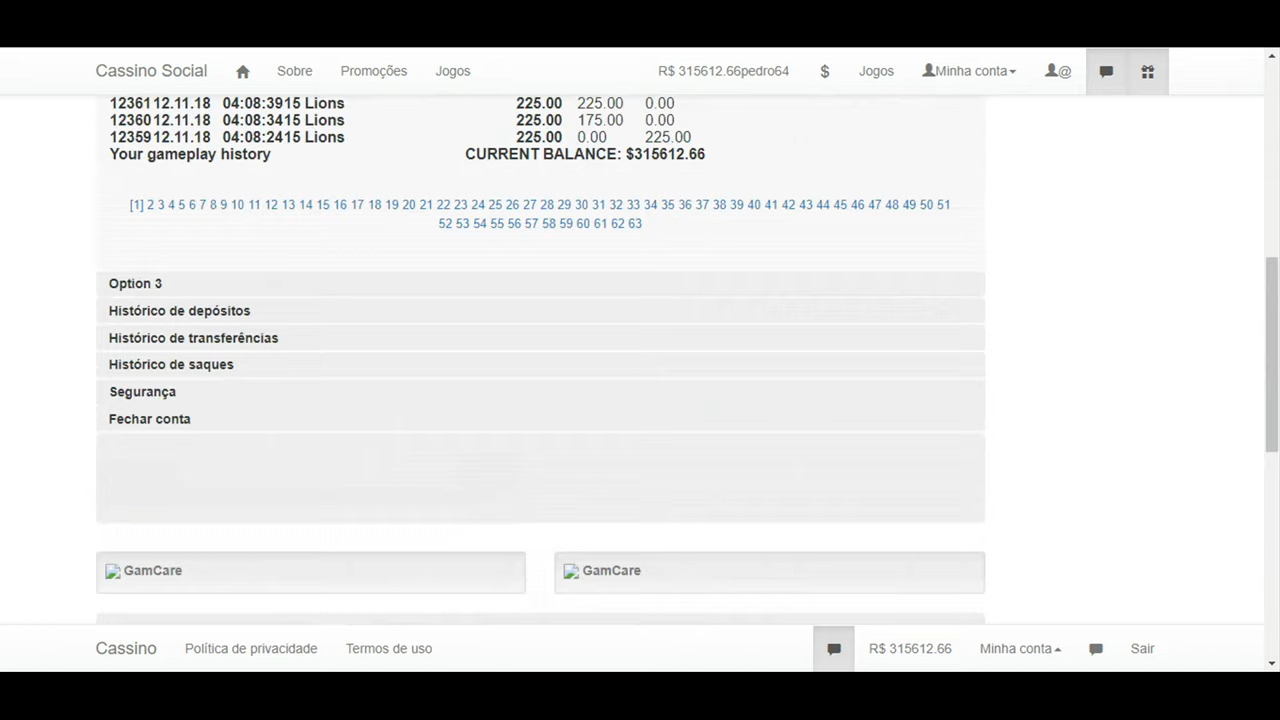 Cassino Social Sobre Promoções Jogos R$ 315612.66pedro64 $ Jogos Minha conta @
1236112.11.18 04:08:3915 Lions 225.00 225.00 0.00
1236012.11.18 04:08:3415 Lions 225.00 175.00 0.00
1235912.11.18 04:08:2415 Lions 225.00 0.00 225.00
Your gameplay history CURRENT BALANCE: $315612.66
[1] 2 3 4 5 6 7 8 9 10 11 12 13 14 15 16 17 18 19 20 21 22 23 24 25 26 27 28 29 30 31 32 33 34 35 36 37 38 39 40 41 42 43 44 45 46 47 48 49 50 51
52 53 54 55 56 57 58 59 60 61 62 63
Option 3
Histórico de depósitos
Histórico de transferências
Histórico de saques
Segurança
Fechar conta
GamCare GamCare
Cassino Política de privacidade Termos de uso R$ 315612.66 Minha conta Sair